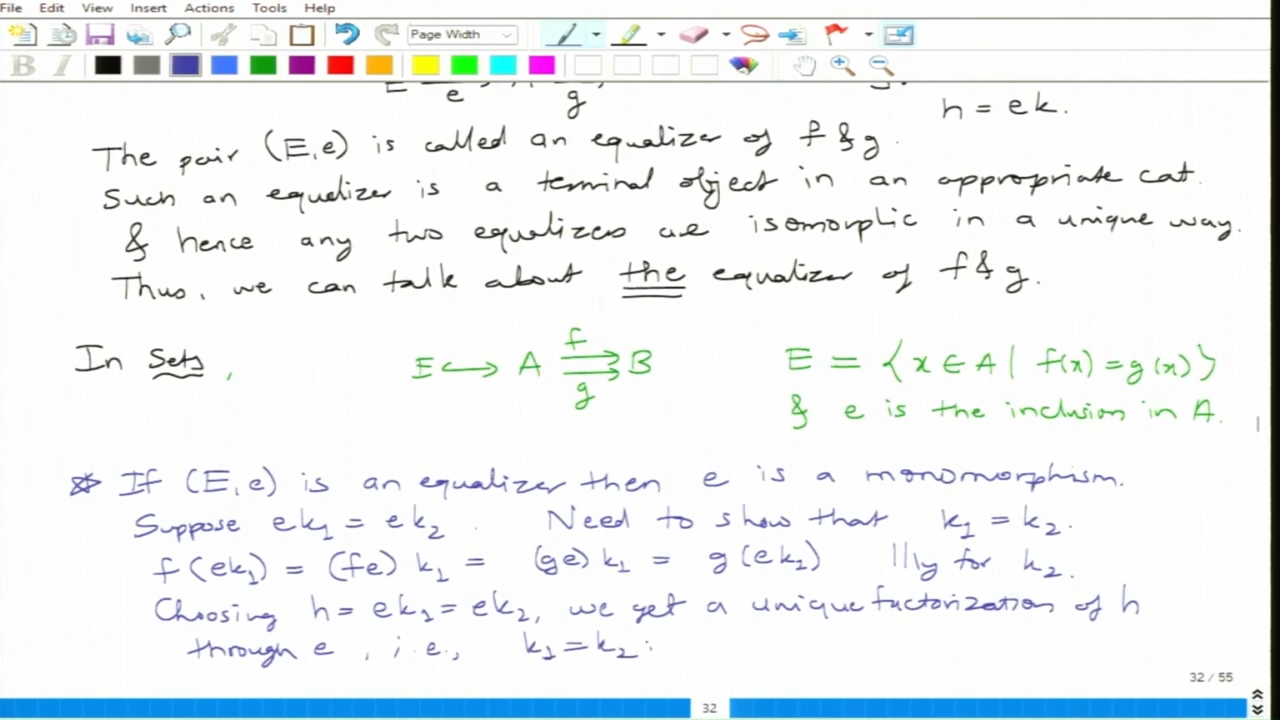 File Edit View Insert Actions Tools Help
Page Width
B I
E e A g
h = ek.
The pair (E, e) is called an equalizer of f & g.
Such an equalizer is a terminal object in an appropriate cat.
& hence any two equalizers are isomorphic in a unique way.
Thus, we can talk about the equalizer of f & g.
In Sets, E ↪ A ⇉ B E = {x ∈ A | f(x) = g(x)}
f
g
& e is the inclusion in A.
☆ If (E, e) is an equalizer then e is a monomorphism.
Suppose ek₁ = ek₂. Need to show that k₁ = k₂.
f(ek₁) = (fe) k₁ = (ge) k₁ = g(ek₁) |||ly for k₂.
Choosing h = ek₁ = ek₂, we get a unique factorization of h
through e, i.e., k₁ = k₂.
32 / 55
32